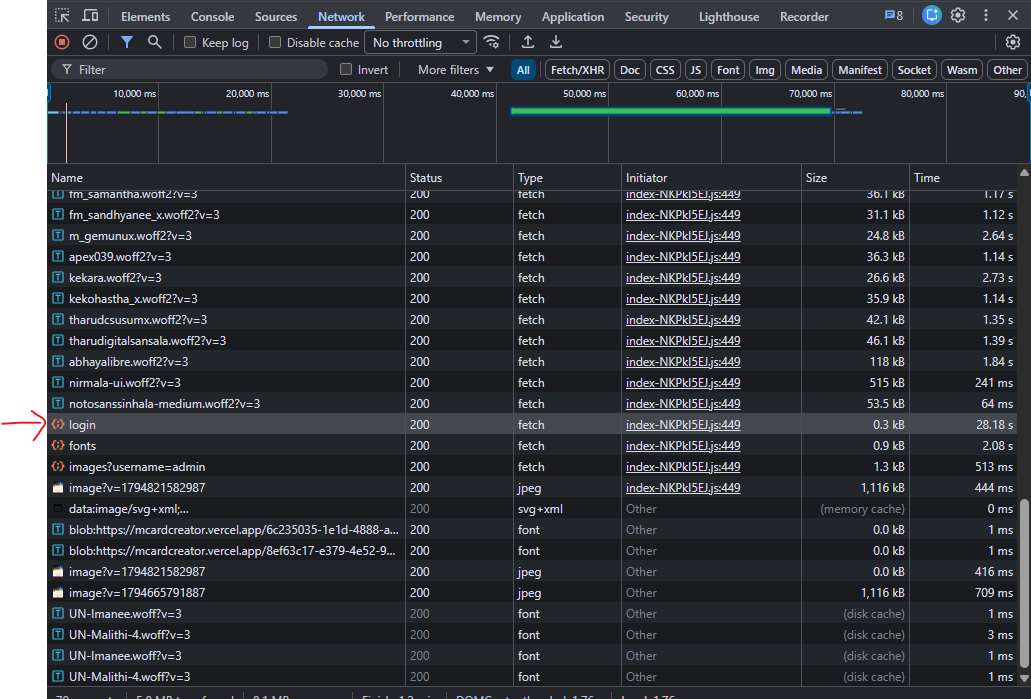 Elements Console Sources Network Performance Memory Application Security Lighthouse Recorder 8
Keep log Disable cache No throttling
Filter Invert More filters All Fetch/XHR Doc CSS JS Font Img Media Manifest Socket Wasm Other
10,000 ms 20,000 ms 30,000 ms 40,000 ms 50,000 ms 60,000 ms 70,000 ms 80,000 ms 90,
Name Status Type Initiator Size Time
fm_samantha.woff2?v=3 200 fetch index-NKPkI5EJ.js:449 36.1 kB 1.17 s
fm_sandhyanee_x.woff2?v=3 200 fetch index-NKPkI5EJ.js:449 31.1 kB 1.12 s
m_gemunux.woff2?v=3 200 fetch index-NKPkI5EJ.js:449 24.8 kB 2.64 s
apex039.woff2?v=3 200 fetch index-NKPkI5EJ.js:449 36.3 kB 1.14 s
kekara.woff2?v=3 200 fetch index-NKPkI5EJ.js:449 26.6 kB 2.73 s
kekohastha_x.woff2?v=3 200 fetch index-NKPkI5EJ.js:449 35.9 kB 1.14 s
tharudcsusumx.woff2?v=3 200 fetch index-NKPkI5EJ.js:449 42.1 kB 1.35 s
tharudigitalsansala.woff2?v=3 200 fetch index-NKPkI5EJ.js:449 46.1 kB 1.39 s
abhayalibre.woff2?v=3 200 fetch index-NKPkI5EJ.js:449 118 kB 1.84 s
nirmala-ui.woff2?v=3 200 fetch index-NKPkI5EJ.js:449 515 kB 241 ms
notosanssinhala-medium.woff2?v=3 200 fetch index-NKPkI5EJ.js:449 53.5 kB 64 ms
login 200 fetch index-NKPkI5EJ.js:449 0.3 kB 28.18 s
fonts 200 fetch index-NKPkI5EJ.js:449 0.9 kB 2.08 s
images?username=admin 200 fetch index-NKPkI5EJ.js:449 1.3 kB 513 ms
image?v=1794821582987 200 jpeg index-NKPkI5EJ.js:449 1,116 kB 444 ms
data:image/svg+xml;... 200 svg+xml Other (memory cache) 0 ms
blob:https://mcardcreator.vercel.app/6c235035-1e1d-4888-a... 200 font Other 0.0 kB 1 ms
blob:https://mcardcreator.vercel.app/8ef63c17-e379-4e52-9... 200 font Other 0.0 kB 1 ms
image?v=1794821582987 200 jpeg Other 0.0 kB 416 ms
image?v=1794665791887 200 jpeg Other 1,116 kB 709 ms
UN-Imanee.woff?v=3 200 font Other (disk cache) 1 ms
UN-Malithi-4.woff?v=3 200 font Other (disk cache) 3 ms
UN-Imanee.woff?v=3 200 font Other (disk cache) 1 ms
UN-Malithi-4.woff?v=3 200 font Other (disk cache) 1 ms